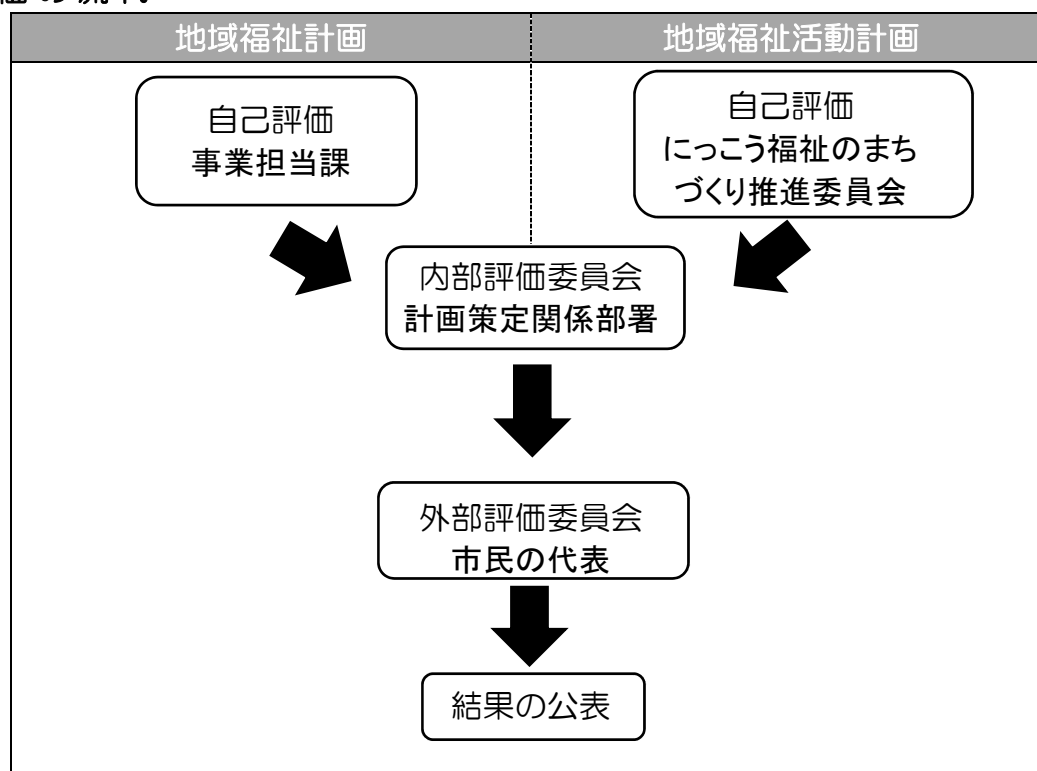 地域福祉計画
地域福祉活動計画
自己評価
事業担当課
自己評価
にっこう福祉のまち
づくり推進委員会
内部評価委員会
計画策定関係部署
外部評価委員会
市民の代表
結果の公表